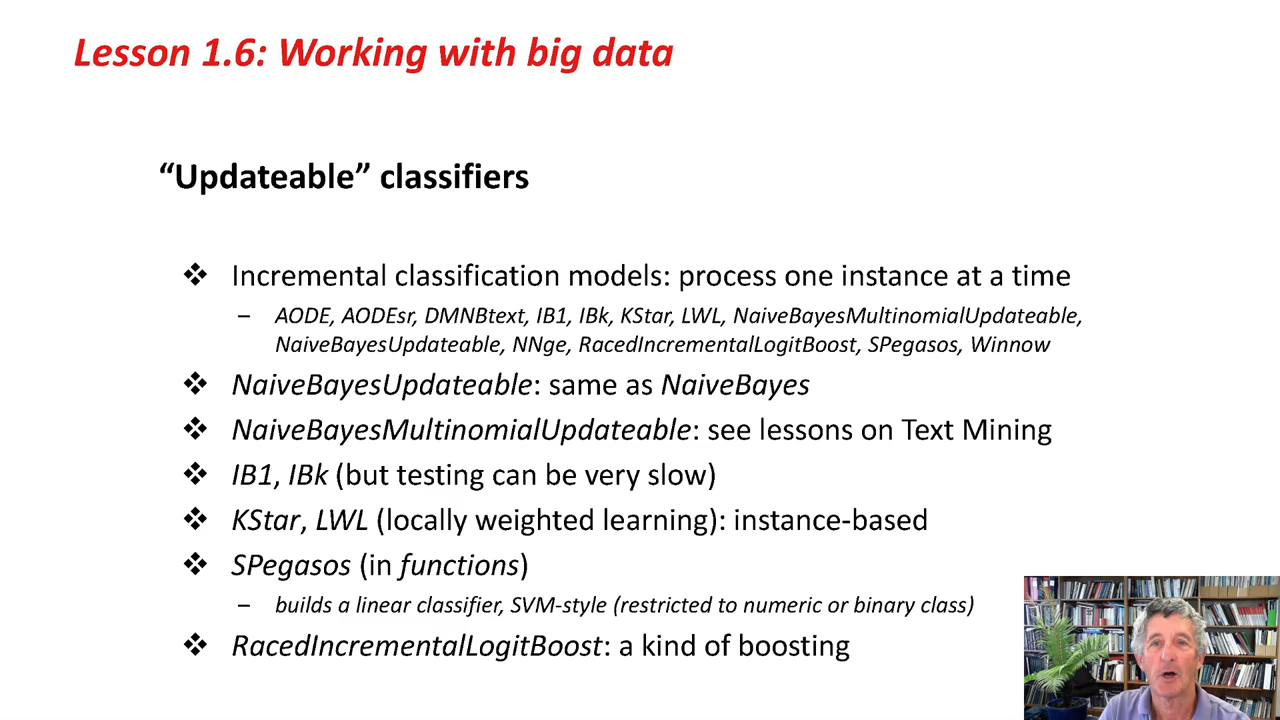 Lesson 1.6: Working with big data
“Updateable” classifiers
❖ Incremental classification models: process one instance at a time
– AODE, AODEsr, DMNBtext, IB1, IBk, KStar, LWL, NaiveBayesMultinomialUpdateable,
NaiveBayesUpdateable, NNge, RacedIncrementalLogitBoost, SPegasos, Winnow
❖ NaiveBayesUpdateable: same as NaiveBayes
❖ NaiveBayesMultinomialUpdateable: see lessons on Text Mining
❖ IB1, IBk (but testing can be very slow)
❖ KStar, LWL (locally weighted learning): instance-based
❖ SPegasos (in functions)
– builds a linear classifier, SVM-style (restricted to numeric or binary class)
❖ RacedIncrementalLogitBoost: a kind of boosting